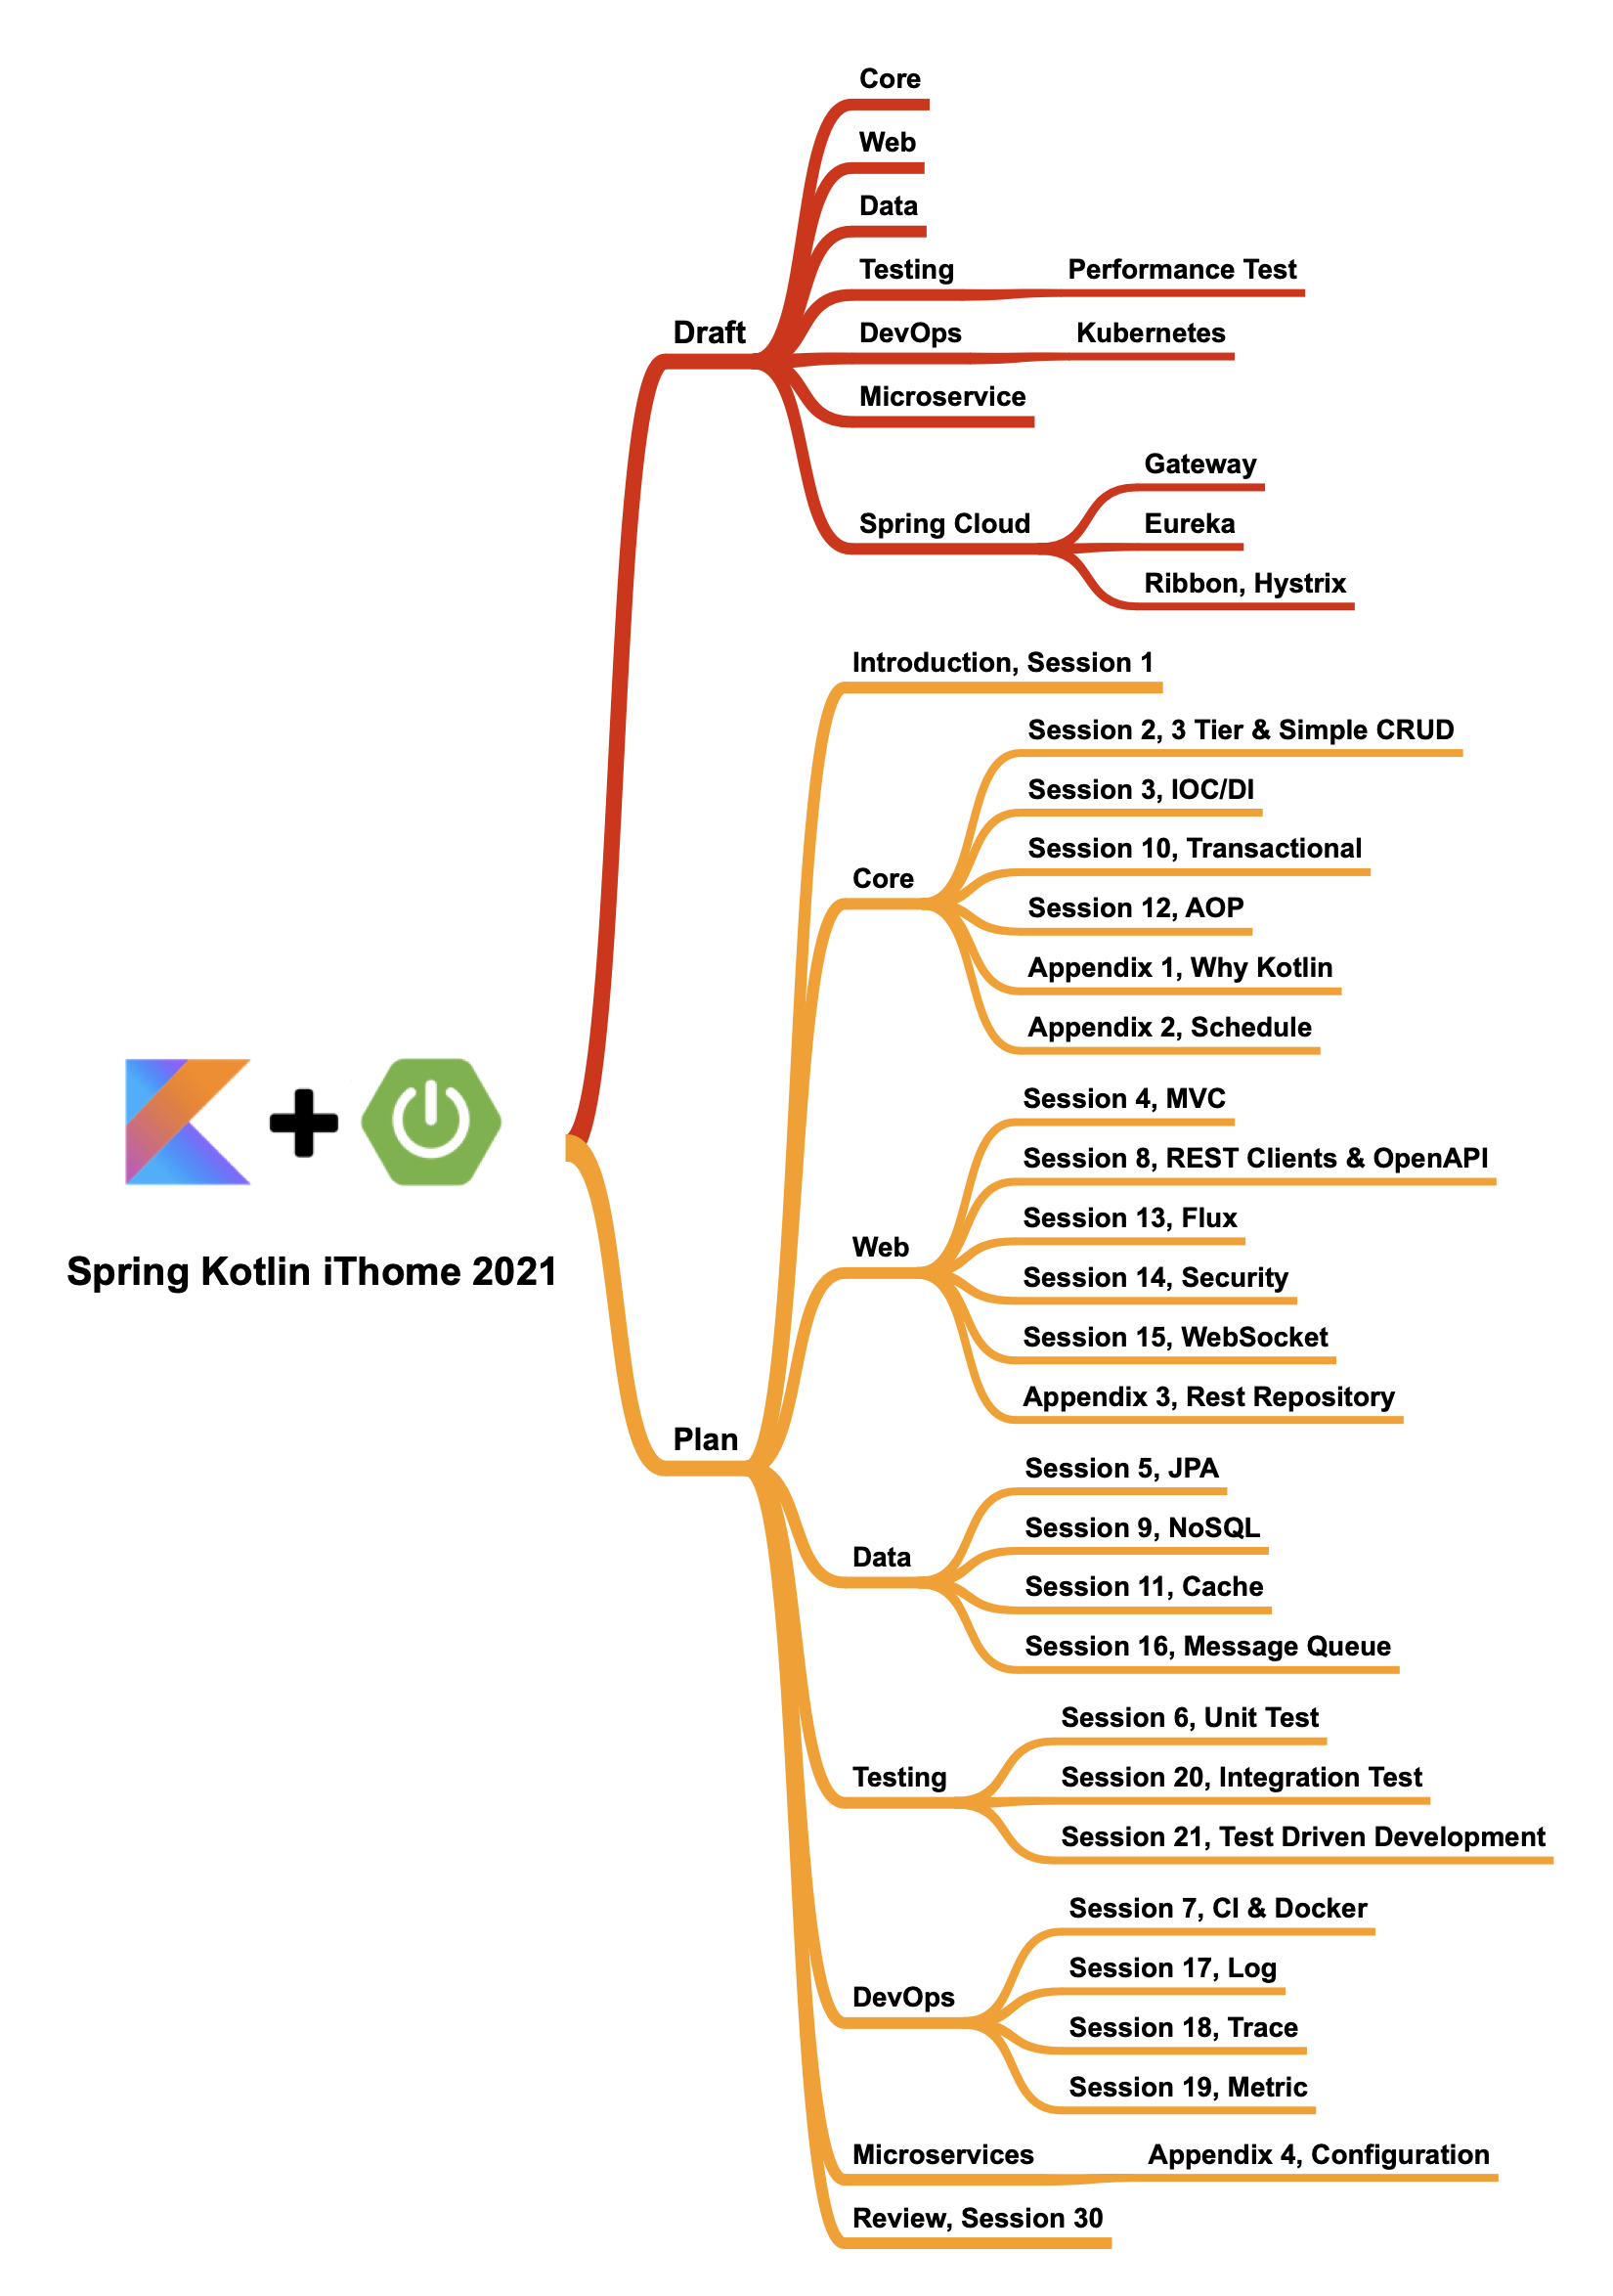 Core
Web
Data
Testing
Performance Test
Draft
DevOps
Kubernetes
Microservice
Gateway
Spring Cloud
Eureka
Ribbon, Hystrix
Introduction, Session 1
Session 2, 3 Tier & Simple CRUD
Session 3, IOC/DI
Session 10, Transactional
Core
Session 12, AOP
Appendix 1, Why Kotlin
Appendix 2, Schedule
Session 4, MVC
Session 8, REST Clients & OpenAPI
Session 13, Flux
Web
Session 14, Security
Session 15, WebSocket
Appendix 3, Rest Repository
Spring Kotlin iThome 2021
Plan
Session 5, JPA
Session 9, NoSQL
Data
Session 11, Cache
Session 16, Message Queue
Session 6, Unit Test
Testing
Session 20, Integration Test
Session 21, Test Driven Development
Session 7, CI & Docker
Session 17, Log
DevOps
Session 18, Trace
Session 19, Metric
Microservices
Appendix 4, Configuration
Review, Session 30